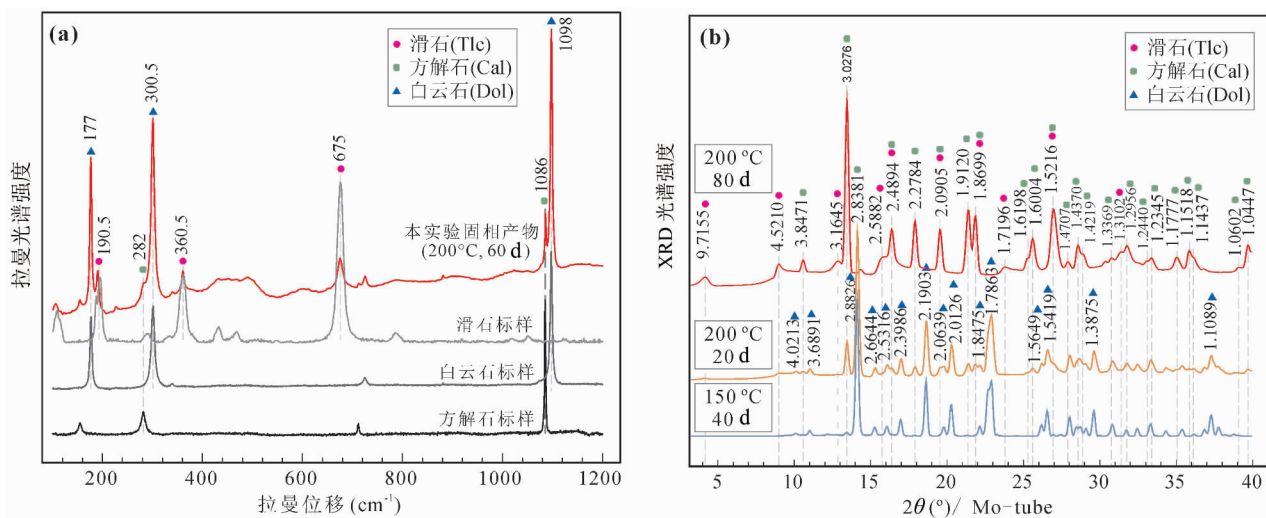 (a)
滑石(Tlc)
方解石(Cal)
白云石(Dol)
177
190.5
282
300.5
360.5
675
1086
1098
本实验固相产物
(200°C, 60 d)
滑石标样
白云石标样
方解石标样
拉曼光谱强度
200
400
600
800
1000
1200
拉曼位移 (cm⁻¹)
(b)
滑石(Tlc)
方解石(Cal)
白云石(Dol)
200 ºC
80 d
200 ºC
20 d
150 ºC
40 d
9.7155
4.5210
3.8471
3.1645
3.0276
2.8381
2.5882
2.4894
2.2784
2.0905
1.9120
1.8699
1.7196
1.6198
1.6004
1.5216
1.4707
1.4370
1.4219
1.3369
1.3102
1.2956
1.2440
1.2345
1.1777
1.1518
1.1437
1.0602
1.0447
4.0213
3.6891
2.8826
2.6644
2.5316
2.3986
2.1903
2.0639
2.0126
1.8475
1.7863
1.5649
1.5419
1.3875
1.1089
XRD 光谱强度
5
10
15
20
25
30
35
40
2θ (º)/ Mo-tube